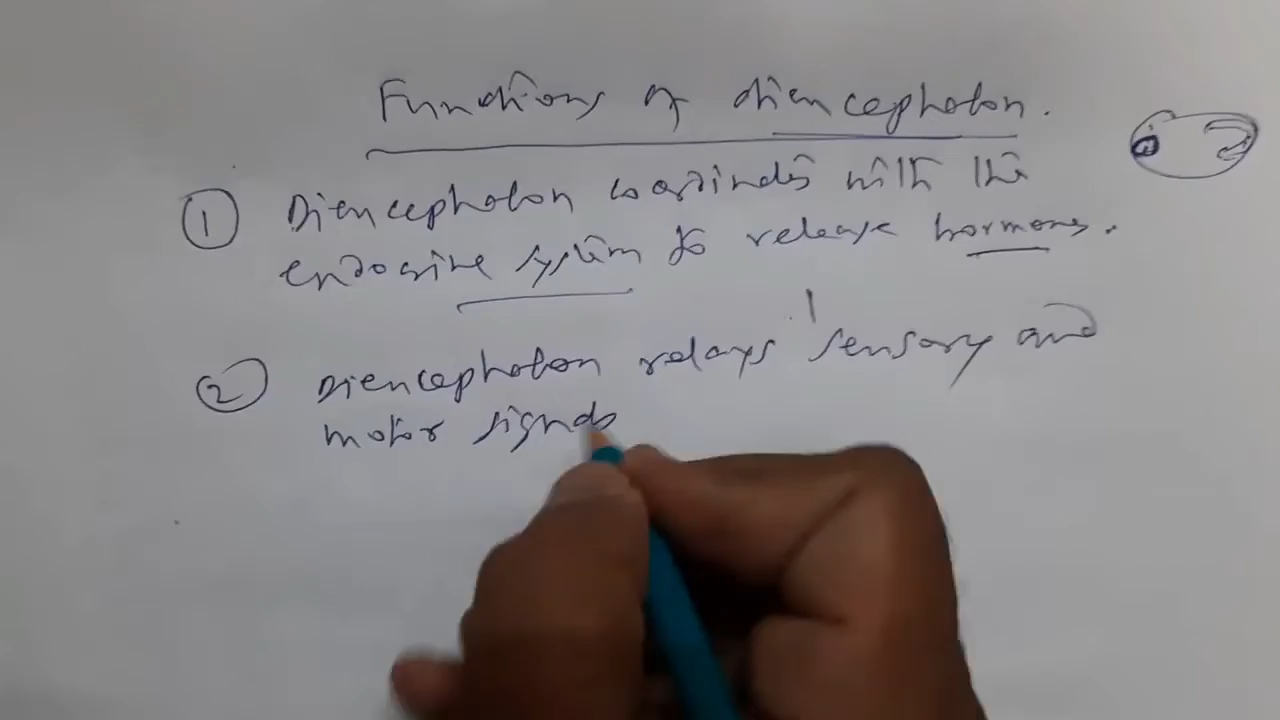 Functions of diencephalon.
① Diencephalon coordinates with the
endocrine system to release hormones.
② Diencephalon relays sensory and
motor signals